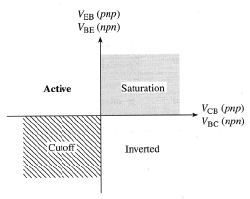 V_EB (pnp)
V_BE (npn)
Active
Saturation
V_CB (pnp)
V_BC (npn)
Cutoff
Inverted